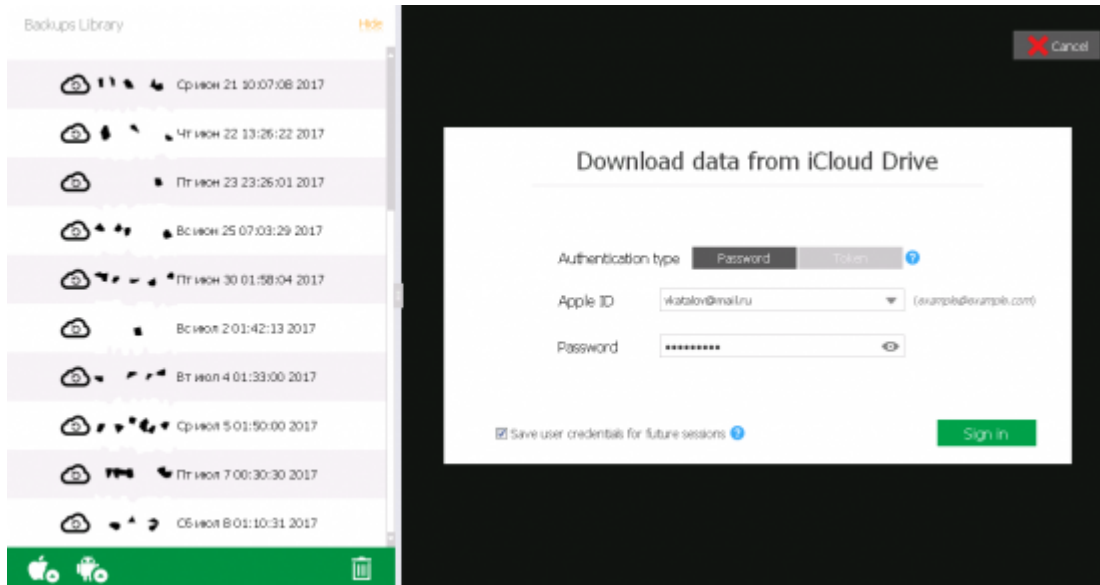 Backups Library
Hide
Ср июн 21 10:07:08 2017
Чт июн 22 13:26:22 2017
Пт июн 23 23:26:01 2017
Вс июн 25 07:03:29 2017
Пт июн 30 01:58:04 2017
Вс июл 2 01:42:13 2017
Вт июл 4 01:33:00 2017
Ср июл 5 01:50:00 2017
Пт июл 7 00:30:30 2017
Сб июл 8 01:10:31 2017
Cancel
Download data from iCloud Drive
Authentication type Password Token
Apple ID vkatalov@mail.ru (example@example.com)
Password •••••••••
Save user credentials for future sessions
Sign in